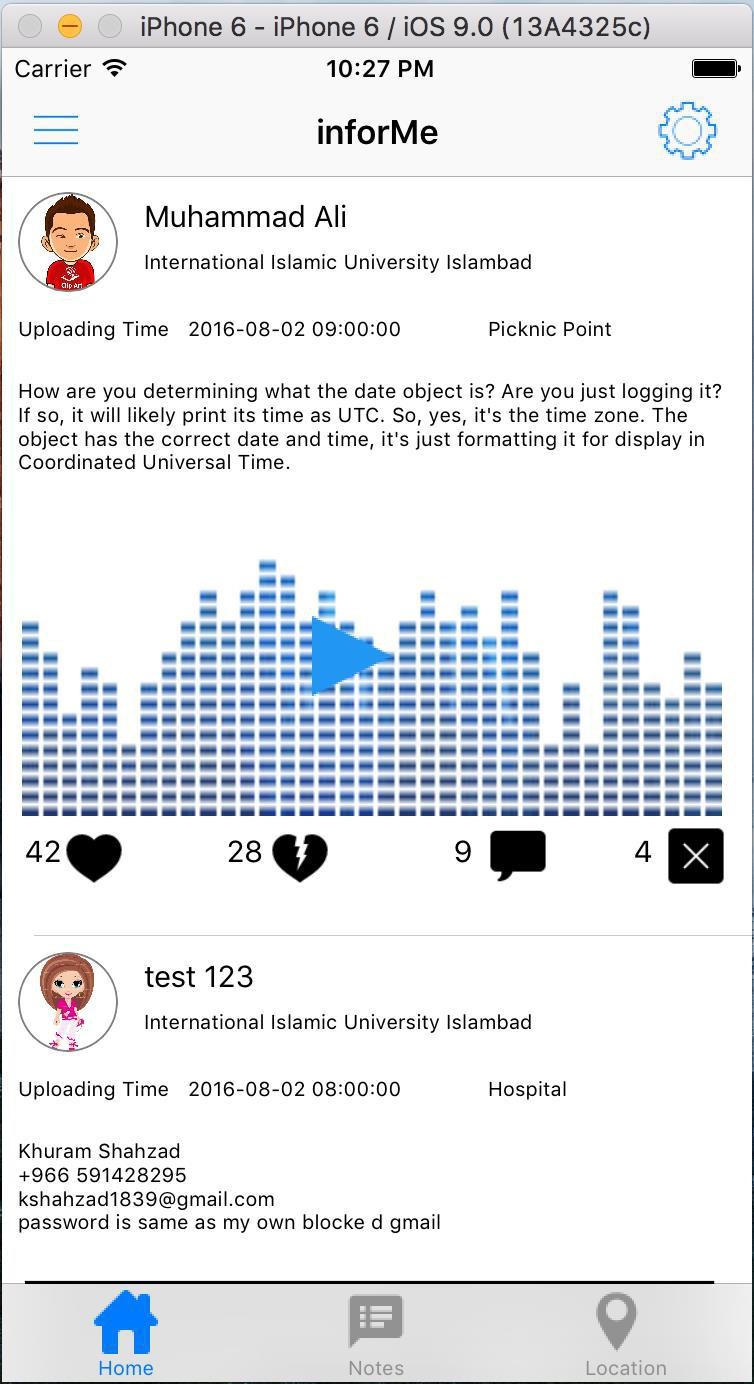 iPhone 6 - iPhone 6 / iOS 9.0 (13A4325c)
Carrier 10:27 PM
inforMe
Clip Art
Muhammad Ali
International Islamic University Islambad
Uploading Time 2016-08-02 09:00:00 Picknic Point
How are you determining what the date object is? Are you just logging it?
If so, it will likely print its time as UTC. So, yes, it's the time zone. The
object has the correct date and time, it's just formatting it for display in
Coordinated Universal Time.
42 28 9 4
test 123
International Islamic University Islambad
Uploading Time 2016-08-02 08:00:00 Hospital
Khuram Shahzad
+966 591428295
kshahzad1839@gmail.com
password is same as my own blocke d gmail
Home Notes Location